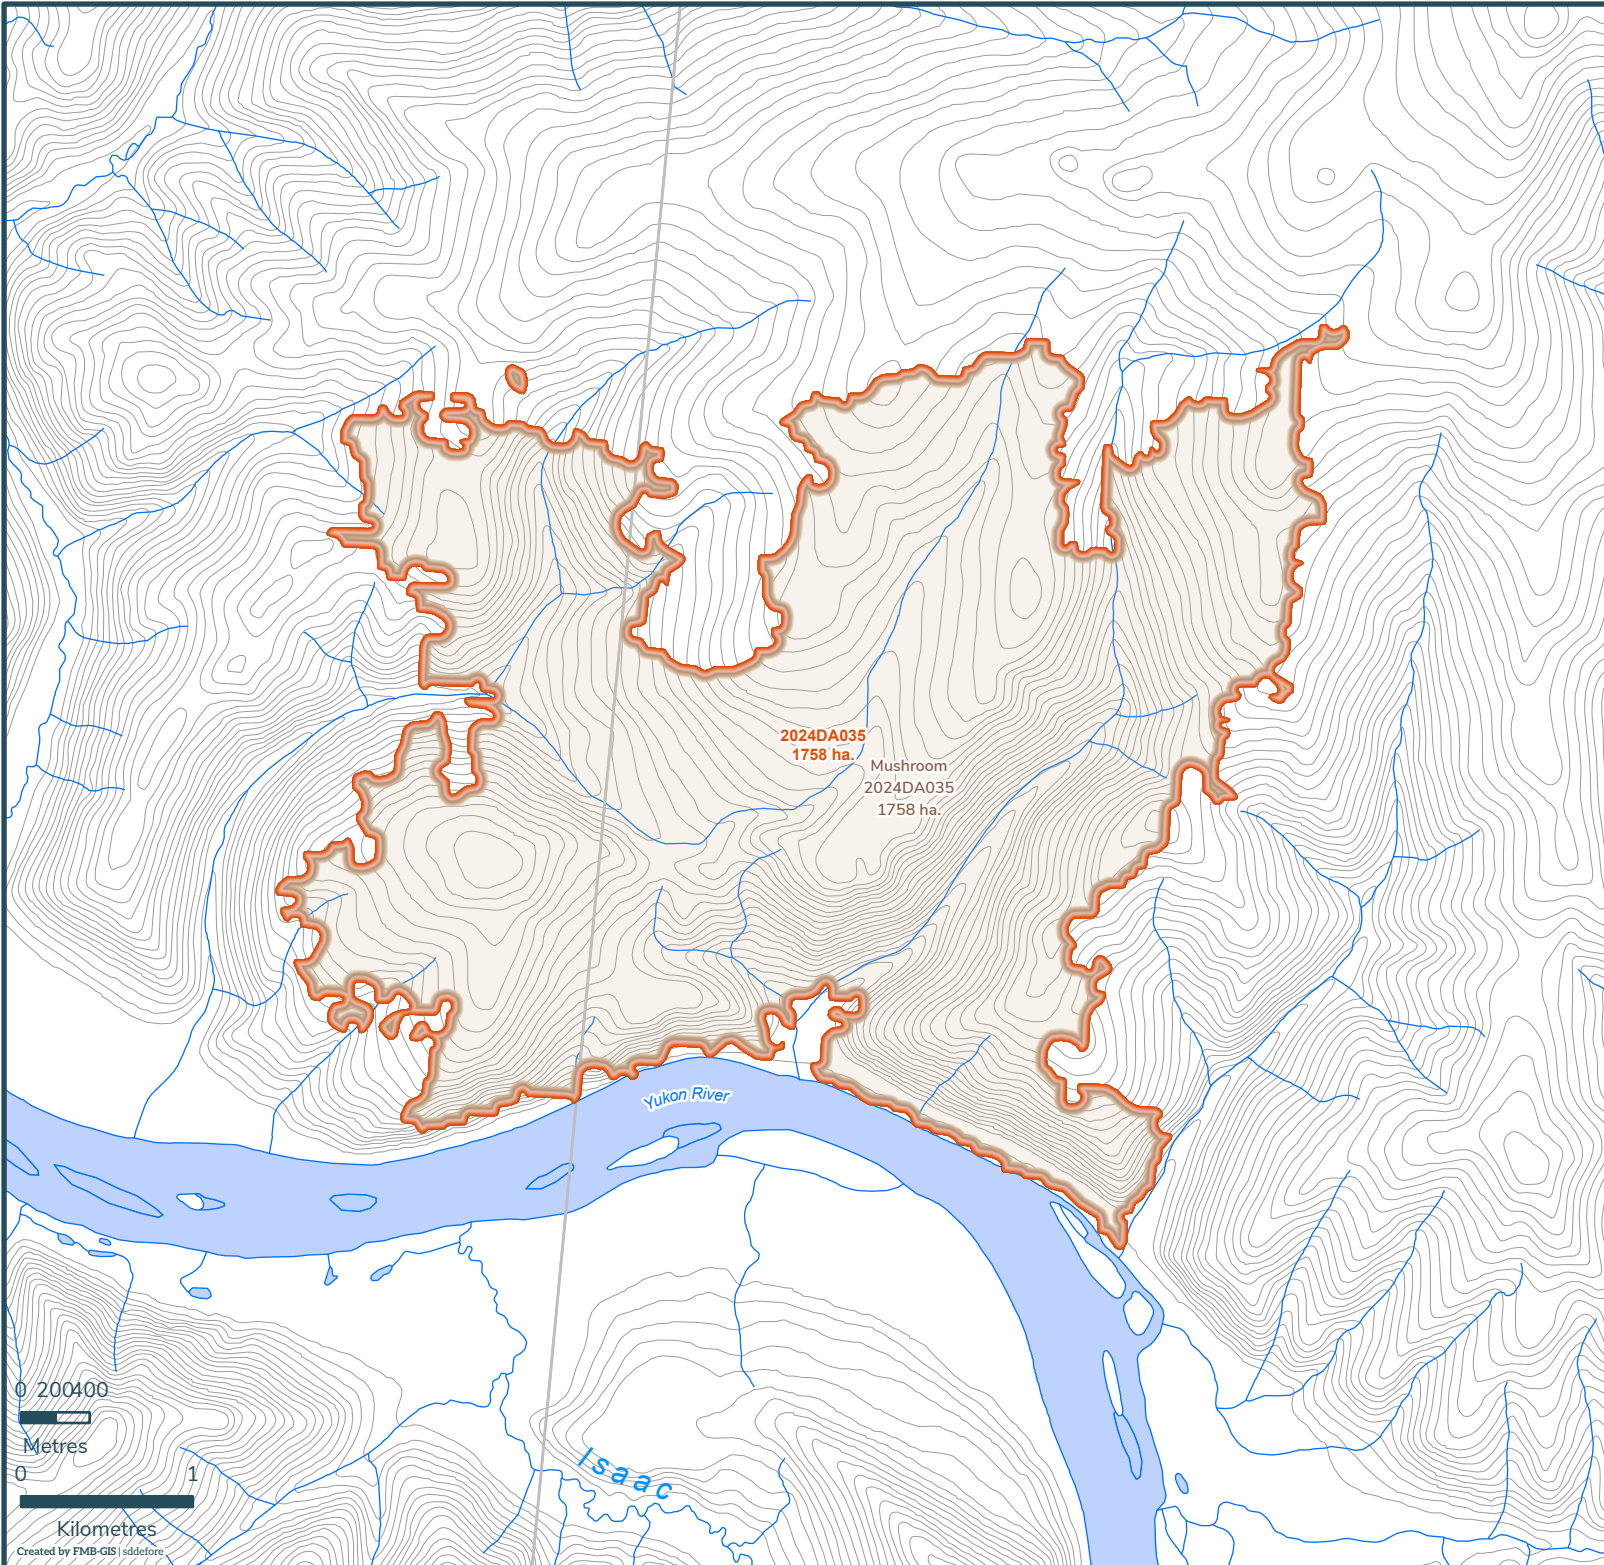 2024DA035
1758 ha.
Mushroom
2024DA035
1758 ha.
Yukon River
Isaac
0 200400
Metres
0 1
Kilometres
Created by FMB-GIS | sddefore